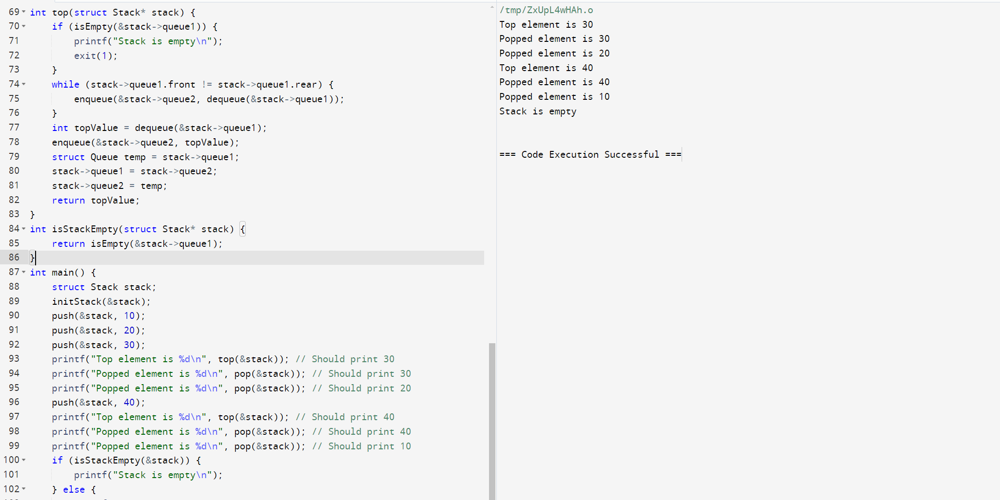 69 int top(struct Stack* stack) {
70     if (isEmpty(&stack->queue1)) {
71         printf("Stack is empty\n");
72         exit(1);
73     }
74     while (stack->queue1.front != stack->queue1.rear) {
75         enqueue(&stack->queue2, dequeue(&stack->queue1));
76     }
77     int topValue = dequeue(&stack->queue1);
78     enqueue(&stack->queue2, topValue);
79     struct Queue temp = stack->queue1;
80     stack->queue1 = stack->queue2;
81     stack->queue2 = temp;
82     return topValue;
83 }
84 int isStackEmpty(struct Stack* stack) {
85     return isEmpty(&stack->queue1);
86 }
87 int main() {
88     struct Stack stack;
89     initStack(&stack);
90     push(&stack, 10);
91     push(&stack, 20);
92     push(&stack, 30);
93     printf("Top element is %d\n", top(&stack)); // Should print 30
94     printf("Popped element is %d\n", pop(&stack)); // Should print 30
95     printf("Popped element is %d\n", pop(&stack)); // Should print 20
96     push(&stack, 40);
97     printf("Top element is %d\n", top(&stack)); // Should print 40
98     printf("Popped element is %d\n", pop(&stack)); // Should print 40
99     printf("Popped element is %d\n", pop(&stack)); // Should print 10
100     if (isStackEmpty(&stack)) {
101         printf("Stack is empty\n");
102     } else {
/tmp/ZxUpL4wHAh.o
Top element is 30
Popped element is 30
Popped element is 20
Top element is 40
Popped element is 40
Popped element is 10
Stack is empty
=== Code Execution Successful ===